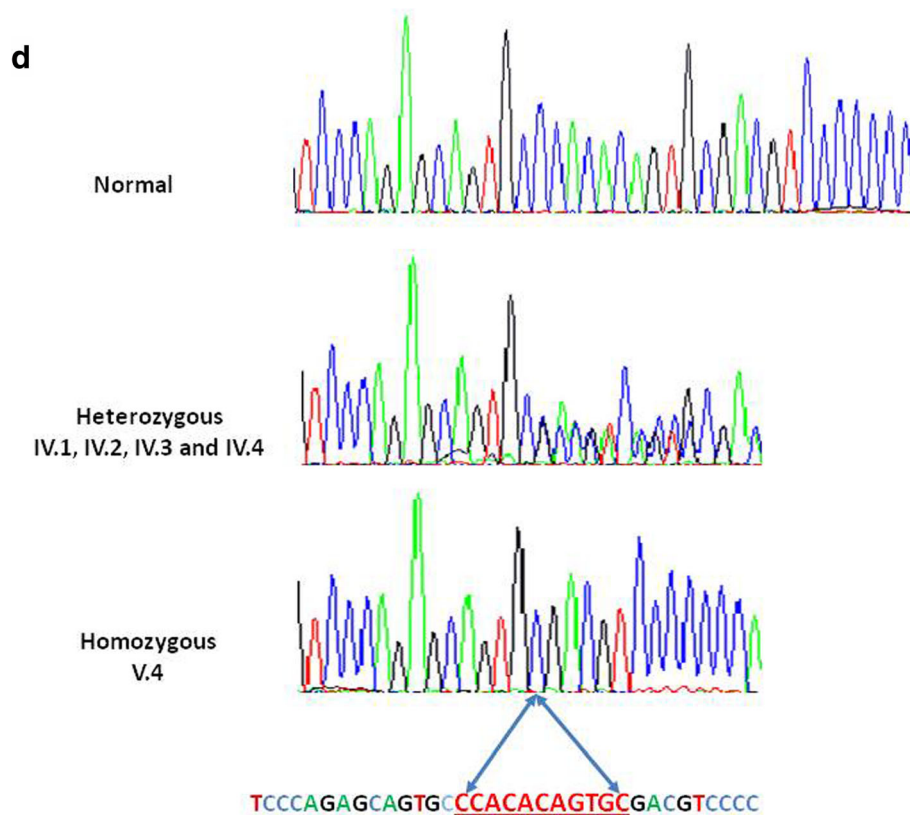 d
Normal
Heterozygous
IV.1, IV.2, IV.3 and IV.4
Homozygous
V.4
TCCCAGAGCAGTGCCCACACAGTGCGACGTCCCC